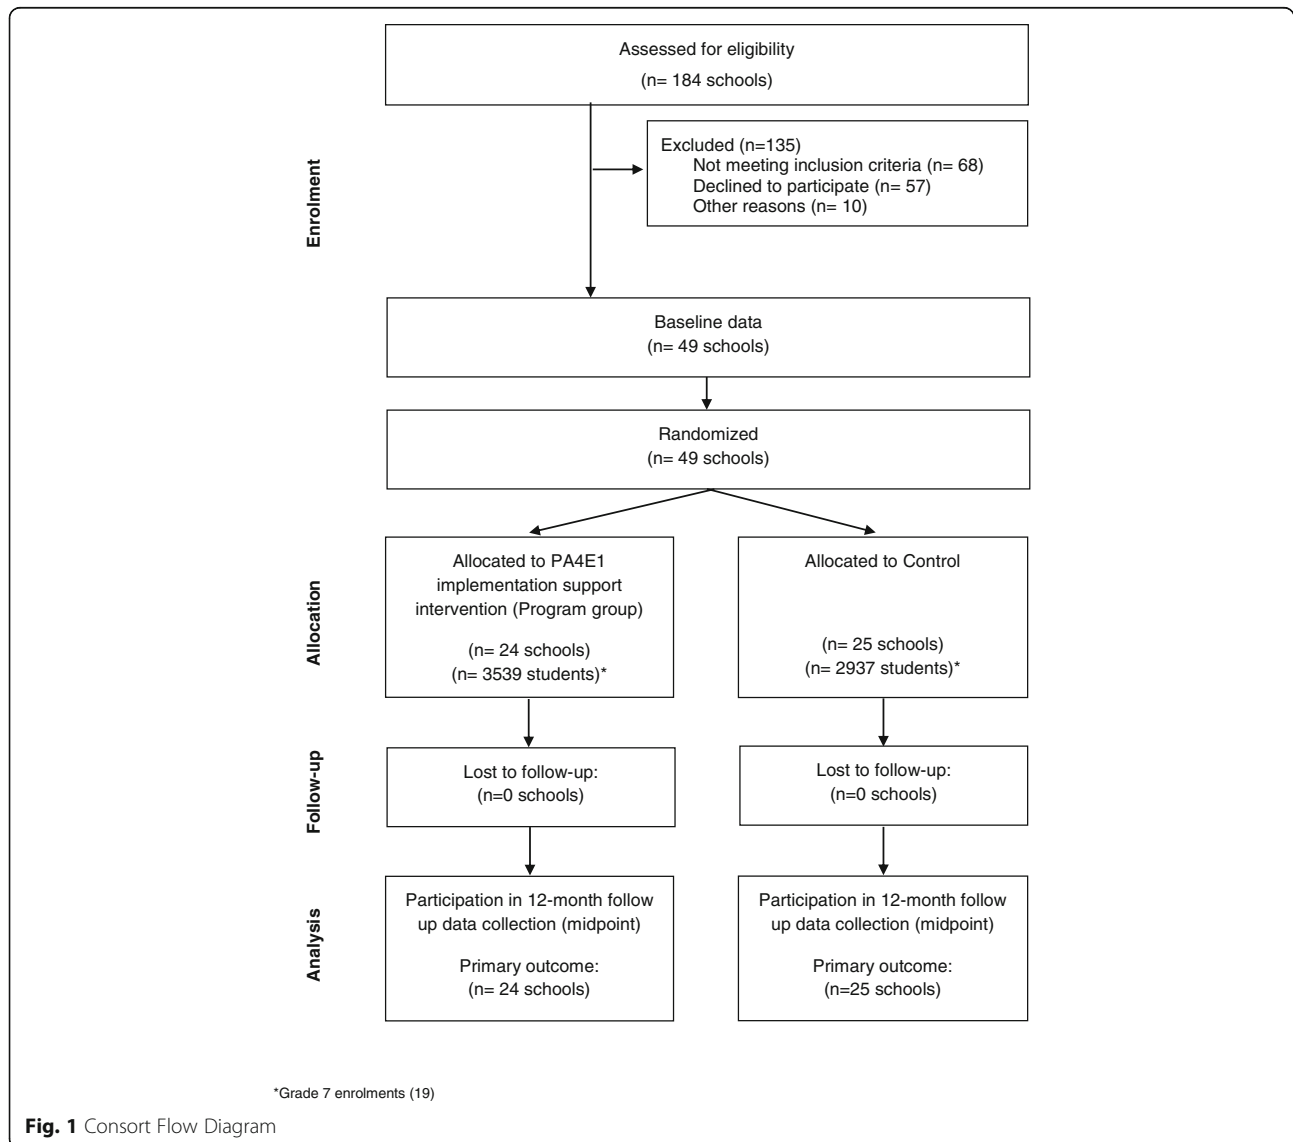 Assessed for eligibility
(n= 184 schools)
Enrolment
Excluded (n=135)
Not meeting inclusion criteria (n= 68)
Declined to participate (n= 57)
Other reasons (n= 10)
Baseline data
(n= 49 schools)
Randomized
(n= 49 schools)
Allocation
Allocated to PA4E1
implementation support
intervention (Program group)
(n= 24 schools)
(n= 3539 students)*
Allocated to Control
(n= 25 schools)
(n= 2937 students)*
Follow-up
Lost to follow-up:
(n=0 schools)
Lost to follow-up:
(n=0 schools)
Analysis
Participation in 12-month follow
up data collection (midpoint)
Primary outcome:
(n= 24 schools)
Participation in 12-month follow
up data collection (midpoint)
Primary outcome:
(n=25 schools)
*Grade 7 enrolments (19)
Fig. 1 Consort Flow Diagram